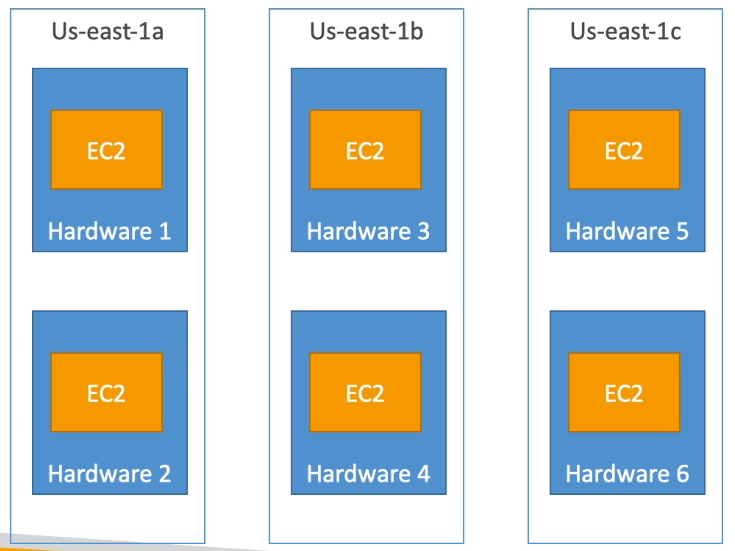 Us-east-1a
EC2
Hardware 1
EC2
Hardware 2
Us-east-1b
EC2
Hardware 3
EC2
Hardware 4
Us-east-1c
EC2
Hardware 5
EC2
Hardware 6